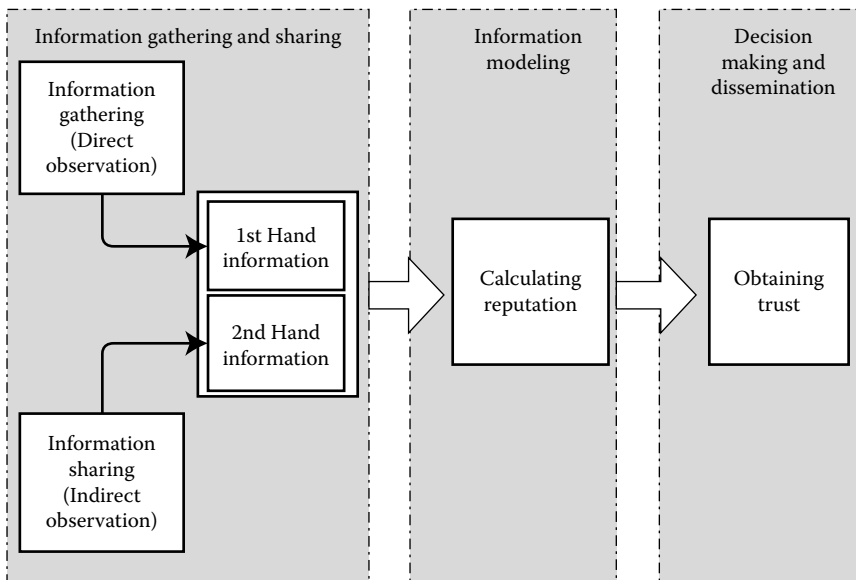 Information gathering and sharing
Information
gathering
(Direct
observation)
1st Hand
information
2nd Hand
information
Information
sharing
(Indirect
observation)
Information
modeling
Calculating
reputation
Decision
making and
dissemination
Obtaining
trust